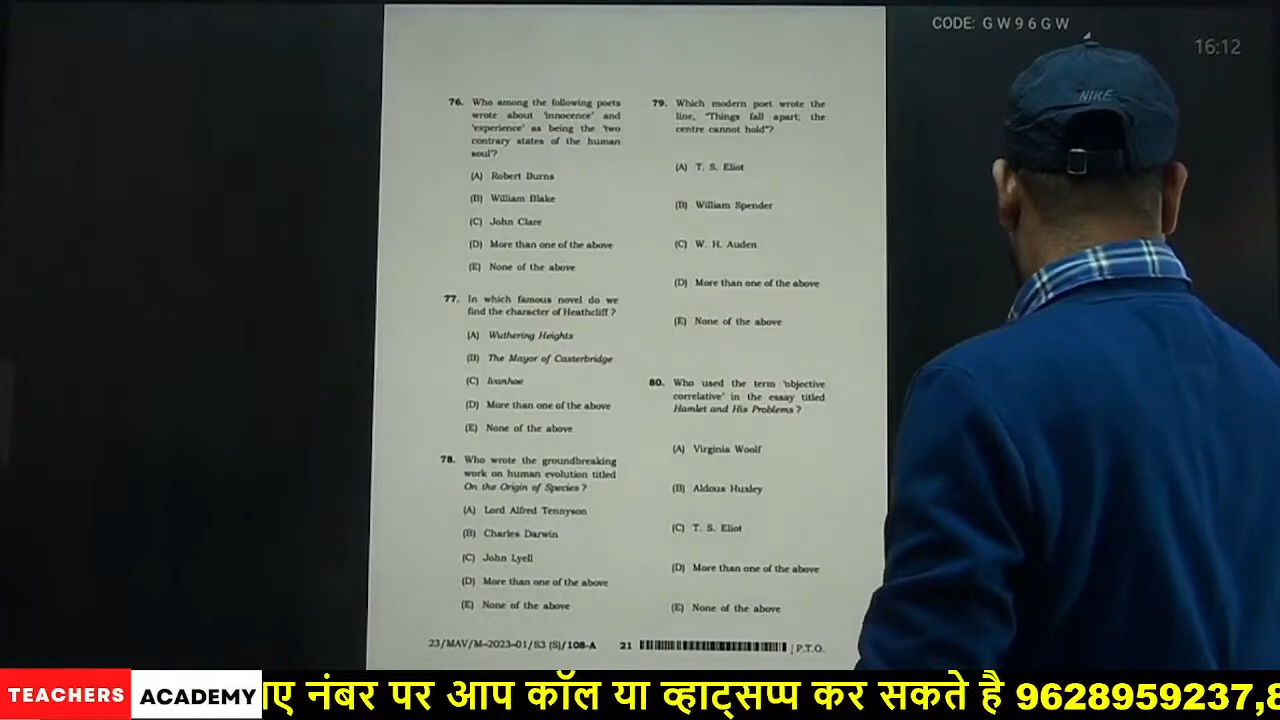 CODE: GW96GW
16:12
NIKE
76. Who among the following poets
wrote about 'innocence' and
'experience' as being the 'two
contrary states of the human
soul'?
(A) Robert Burns
(B) William Blake
(C) John Clare
(D) More than one of the above
(E) None of the above
77. In which famous novel do we
find the character of Heathcliff ?
(A) Wuthering Heights
(B) The Mayor of Casterbridge
(C) Ivanhoe
(D) More than one of the above
(E) None of the above
78. Who wrote the groundbreaking
work on human evolution titled
On the Origin of Species ?
(A) Lord Alfred Tennyson
(B) Charles Darwin
(C) John Lyell
(D) More than one of the above
(E) None of the above
79. Which modern poet wrote the
line, "Things fall apart; the
centre cannot hold"?
(A) T. S. Eliot
(B) William Spender
(C) W. H. Auden
(D) More than one of the above
(E) None of the above
80. Who used the term 'objective
correlative' in the essay titled
Hamlet and His Problems ?
(A) Virginia Woolf
(B) Aldous Huxley
(C) T. S. Eliot
(D) More than one of the above
(E) None of the above
23/MAV/M-2023-01/S3 (S)/108-A 21 | P.T.O.
TEACHERS ACADEMY
नंबर पर आप कॉल या व्हाट्सप्प कर सकते है 9628959237,8